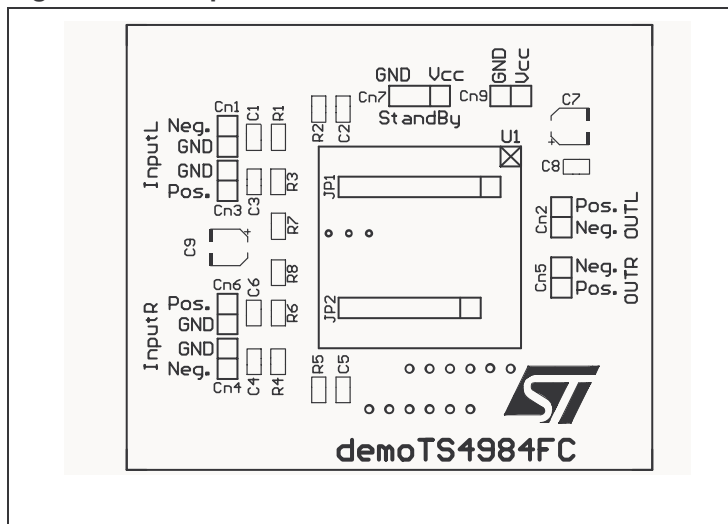 GND Vcc
GND
Vcc
Cn7
Cn9
StandBy
C7
C8
U1
Cn1
C1
R1
R2
C2
Neg.
GND
InputL
GND
Pos.
Cn3
C3
R3
JP1
R7
C9
R8
Cn2
Pos.
Neg.
OUTL
Cn5
Neg.
Pos.
OUTR
Cn6
C6
R6
JP2
Pos.
GND
InputR
GND
Neg.
Cn4
C4
R4
R5
C5
ST
demoTS4984FC